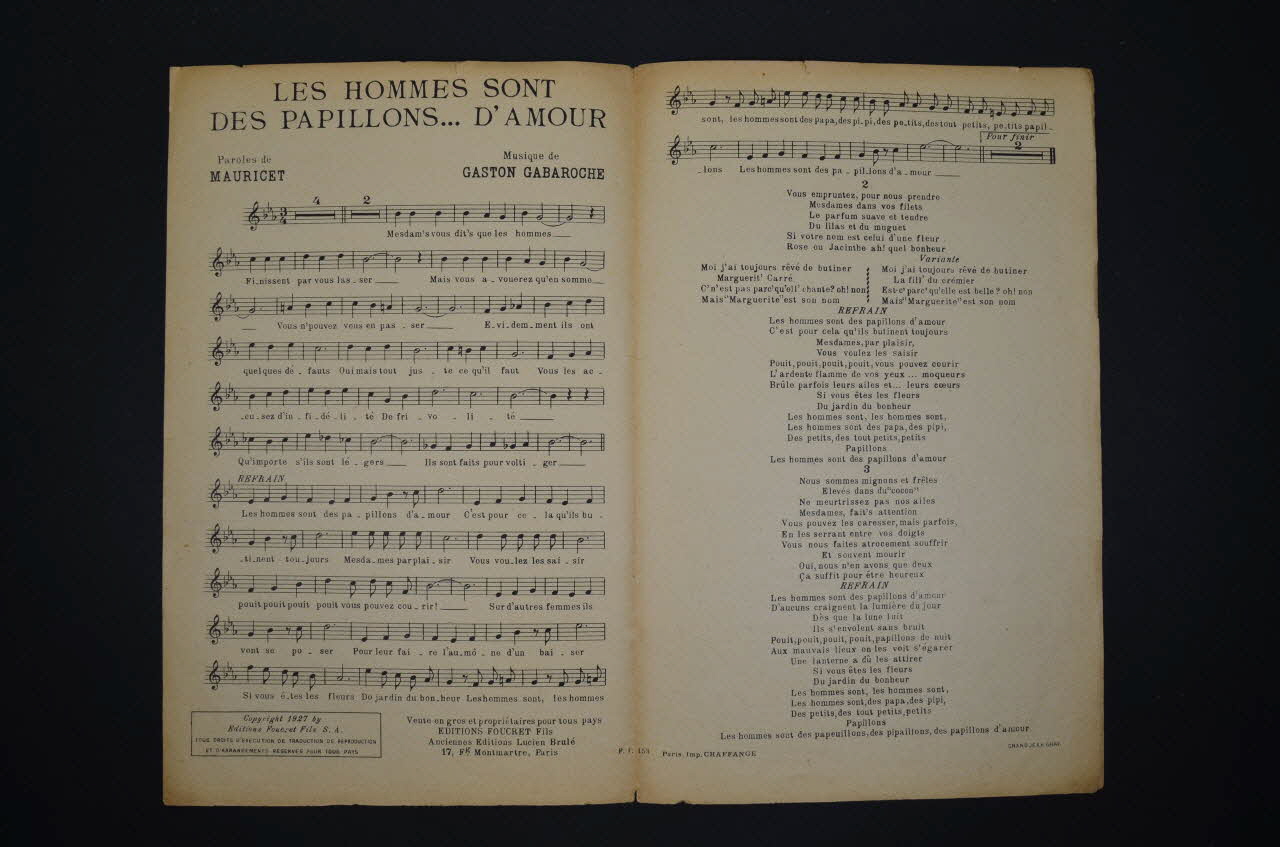 LES HOMMES SONT
DES PAPILLONS... D'AMOUR
Paroles de
MAURICET
Musique de
GASTON GABAROCHE
4 2
Mesdam's vous dit's que les hommes
Fi_nissent par vous las_ser Mais vous a_vouerez qu'en somme
Vous n'pouvez vous en pas_ser E_vi_dem_ment ils ont
quelques dé_fauts Oui mais tout jus_te ce qu'il faut Vous les ac_
_cu_sez d'in_fi_dé_li_té De fri_vo_li_té
Qu'importe s'ils sont lé_gers Ils sont faits pour volti_ger
REFRAIN
Les hommes sont des pa_pillons d'a_mour C'est pour ce_la qu'ils bu_
_ti_nent tou_jours Mesda_mes par plai_sir Vous vou_lez les sai_sir
pouit pouit pouit pouit vous pouvez cou_rir! Sur d'autres femmes ils
vont se po_ser Pour leur fai_re l'au_mô_ne d'un bai_ser
Si vous ê_tes les fleurs Do jardin du bon_heur Les hommes sont, les hommes
Copyright 1927 by
Editions Foucret Fils S. A.
TOUS DROITS D'EXECUTION DE TRADUCTION DE REPRODUCTION
ET D'ARRANGEMENTS RESERVES POUR TOUS PAYS
Vente en gros et propriétaires pour tous pays
EDITIONS FOUCRET Fils
Anciennes Editions Lucien Brulé
17, Fg Montmartre, Paris
F. F. 153
sont, les hommes sont des papa, des pi_pi, des pe_tits, des tout petits, pe_tits papil_
Pour finir
2
_lons Les hommes sont des pa_pil_lons d'a_mour
2
Vous empruntez, pour nous prendre
Mesdames dans vos filets
Le parfum suave et tendre
Du lilas et du muguet
Si votre nom est celui d'une fleur
Rose ou Jacinthe ah! quel bonheur
Moi j'ai toujours rêvé de butiner
Marguerit' Carré
C'n'est pas parc'qu'ell' chante? oh! non
Mais "Marguerite" est son nom
Variante
Moi j'ai toujours rêvé de butiner
La fill' du crémier
Est-c' parc'qu'elle est belle? oh! non
Mais "Marguerite" est son nom
REFRAIN
Les hommes sont des papillons d'amour
C'est pour cela qu'ils butinent toujours
Mesdames, par plaisir,
Vous voulez les saisir
Pouit, pouit, pouit, pouit, vous pouvez courir
L'ardente flamme de vos yeux ... moqueurs
Brûle parfois leurs ailes et... leurs cœurs
Si vous êtes les fleurs
Du jardin du bonheur
Les hommes sont, les hommes sont,
Les hommes sont des papa, des pipi,
Des petits, des tout petits, petits
Papillons
Les hommes sont des papillons d'amour
3
Nous sommes mignons et frêles
Elevés dans du "cocon"
Ne meurtrissez pas nos ailes
Mesdames, fait's attention
Vous pouvez les caresser, mais parfois,
En les serrant entre vos doigts
Vous nous faites atrocement souffrir
Et souvent mourir
Oui, nous n'en avons que deux
Ça suffit pour être heureux
REFRAIN
Les hommes sont des papillons d'amour
D'aucuns craignent la lumière du jour
Dès que la lune luit
Ils s'envolent sans bruit
Pouit, pouit, pouit, pouit, papillons de nuit
Aux mauvais lieux on les voit s'égarer
Une lanterne a dû les attirer
Si vous êtes les fleurs
Du jardin du bonheur
Les hommes sont, les hommes sont,
Les hommes sont, des papa, des pipi,
Des petits, des tout petits, petits
Papillons
Les hommes sont des papeuillons, des pipaillons, des papillons d'amour
Paris, Imp. CHAFFANGE
GRANDJEAN GRAV.